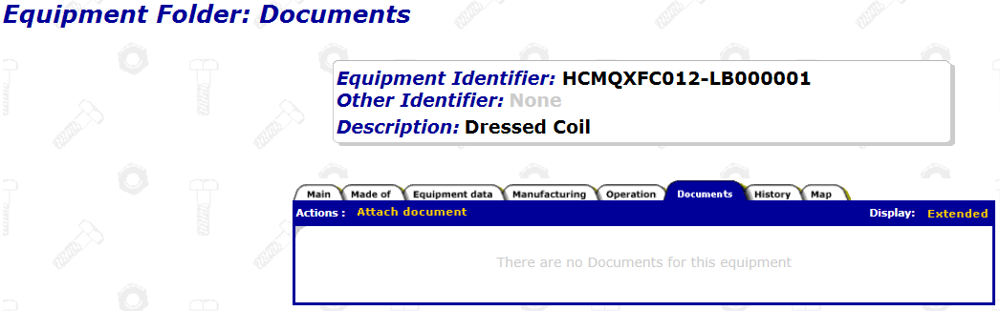 Equipment Folder: Documents
Equipment Identifier: HCMQXFC012-LB000001
Other Identifier: None
Description: Dressed Coil
Main Made of Equipment data Manufacturing Operation Documents History Map
Actions : Attach document Display: Extended
There are no Documents for this equipment